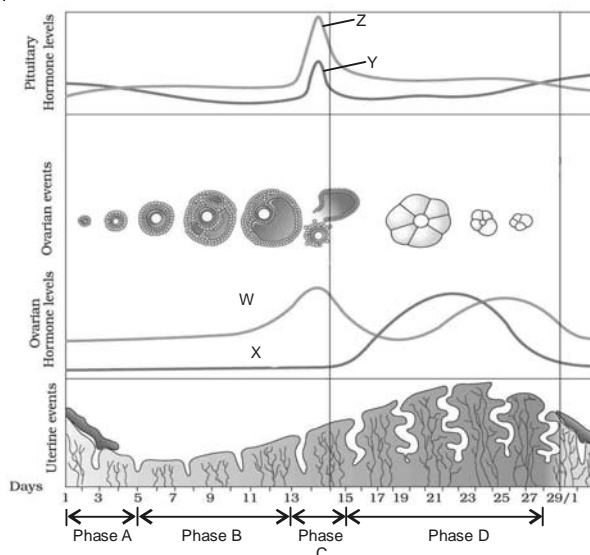 Pituitary
Hormone levels
Z
Y
Ovarian events
Ovarian
Hormone levels
W
X
Uterine events
Days
1 3 5 7 9 11 13 15 17 19 21 23 25 27 29/1
Phase A Phase B Phase Phase D
C